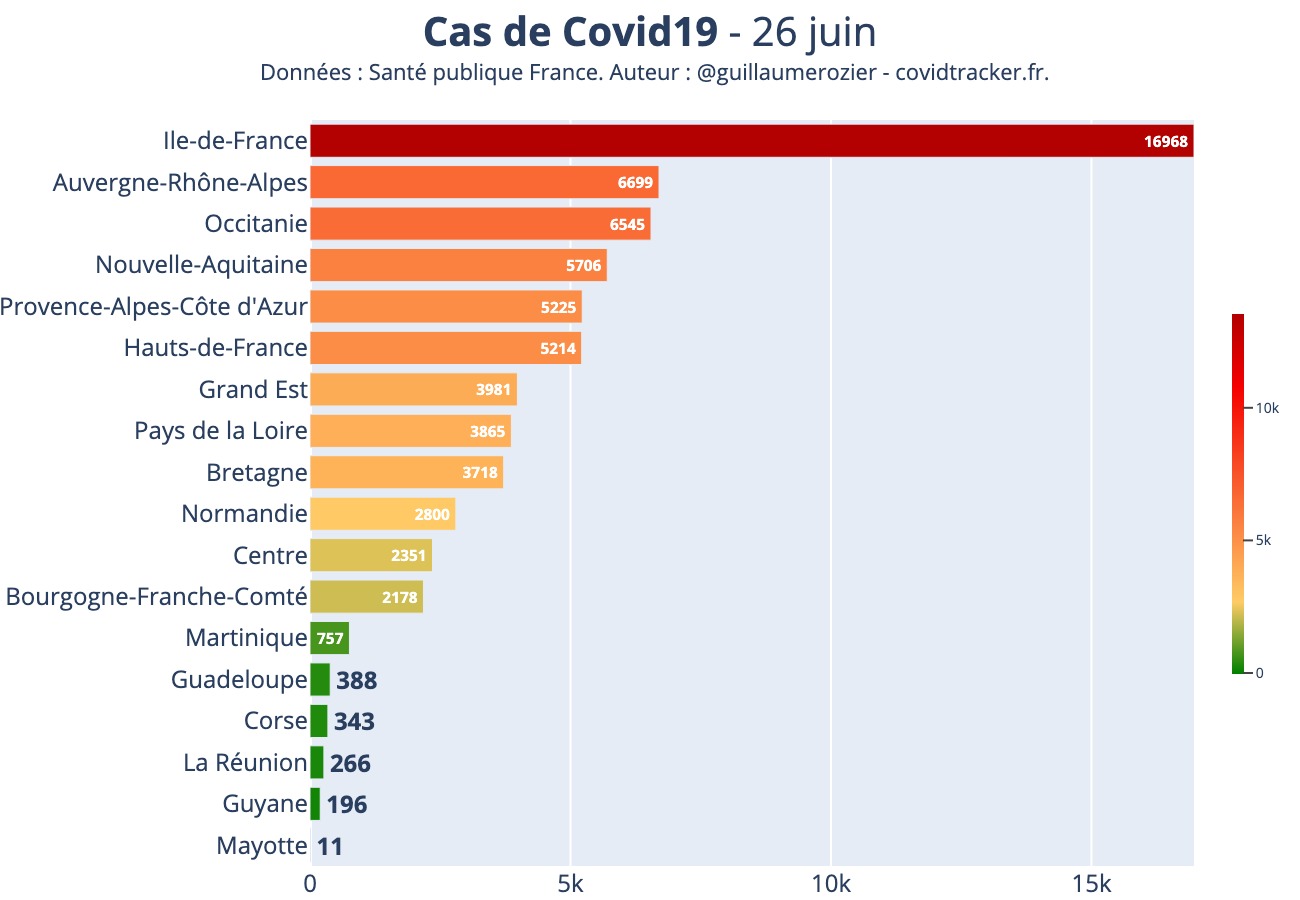 Cas de Covid19 - 26 juin
Données : Santé publique France. Auteur : @guillaumerozier - covidtracker.fr.
Ile-de-France 16968
Auvergne-Rhône-Alpes 6699
Occitanie 6545
Nouvelle-Aquitaine 5706
Provence-Alpes-Côte d'Azur 5225
Hauts-de-France 5214
Grand Est 3981
Pays de la Loire 3865
Bretagne 3718
Normandie 2800
Centre 2351
Bourgogne-Franche-Comté 2178
Martinique 757
Guadeloupe 388
Corse 343
La Réunion 266
Guyane 196
Mayotte 11
0 5k 10k 15k
10k
5k
0